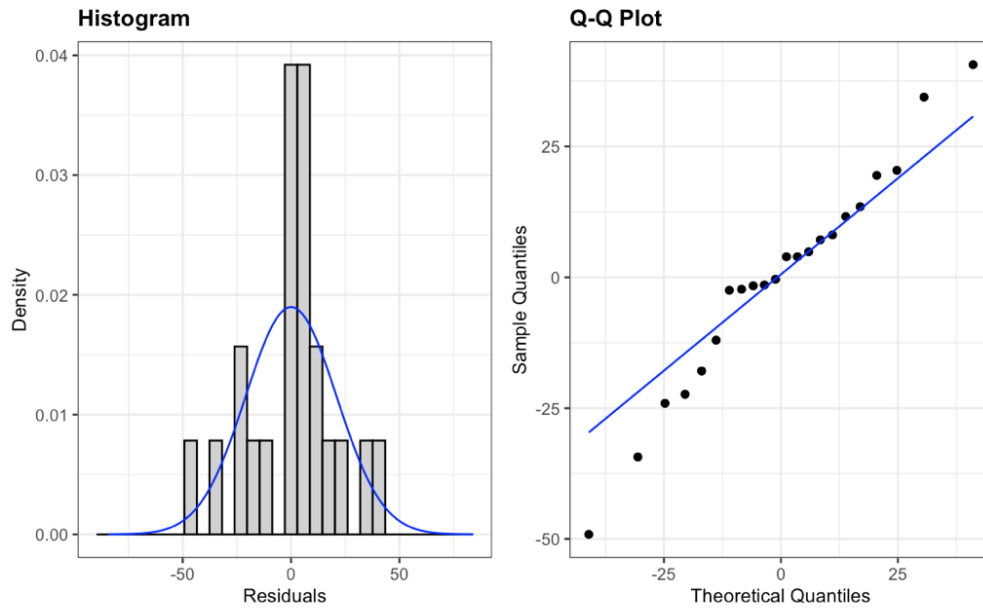 Histogram
Density
0.04
0.03
0.02
0.01
0.00
-50
0
50
Residuals
Q-Q Plot
Sample Quantiles
25
0
-25
-50
-25
0
25
Theoretical Quantiles